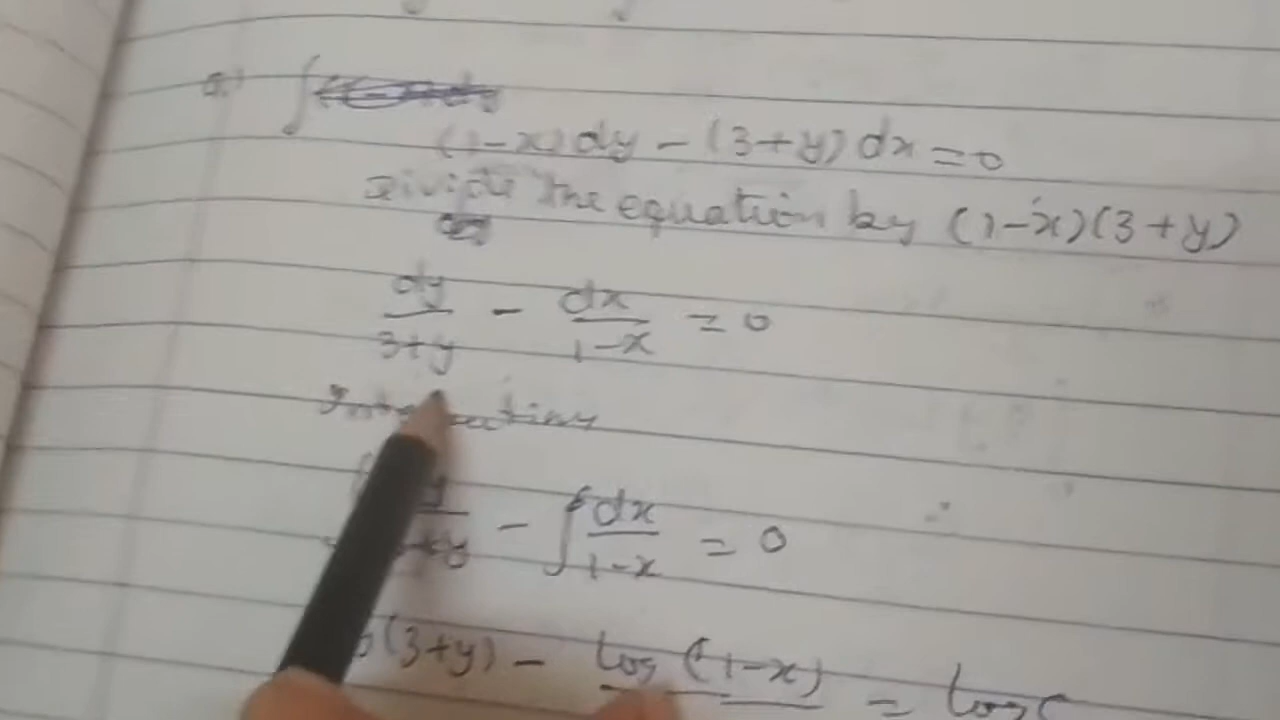 (1-x)dy - (3+y)dx = 0
Divide the equation by (1-x)(3+y)
dy/3+y - dx/1-x = 0
- ∫dx/1-x = 0
(3+y) - log(1-x) = log c